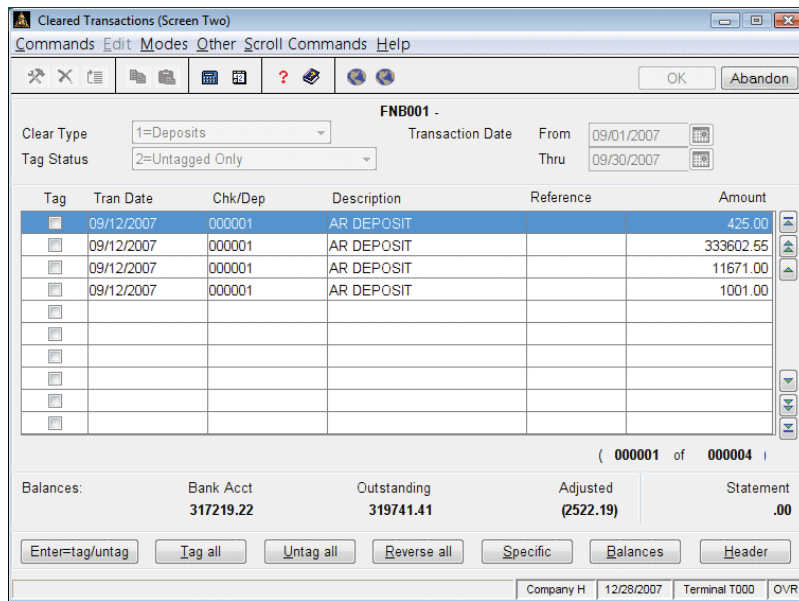 Cleared Transactions (Screen Two)
Commands Edit Modes Other Scroll Commands Help
? OK Abandon
FNB001 -
Clear Type 1=Deposits Transaction Date From 09/01/2007
Tag Status 2=Untagged Only Thru 09/30/2007
Tag Tran Date Chk/Dep Description Reference Amount
09/12/2007 000001 AR DEPOSIT 425.00
09/12/2007 000001 AR DEPOSIT 333602.55
09/12/2007 000001 AR DEPOSIT 11671.00
09/12/2007 000001 AR DEPOSIT 1001.00
( 000001 of 000004 )
Balances: Bank Acct Outstanding Adjusted Statement
317219.22 319741.41 (2522.19) .00
Enter=tag/untag Tag all Untag all Reverse all Specific Balances Header
Company H 12/28/2007 Terminal T000 OVR